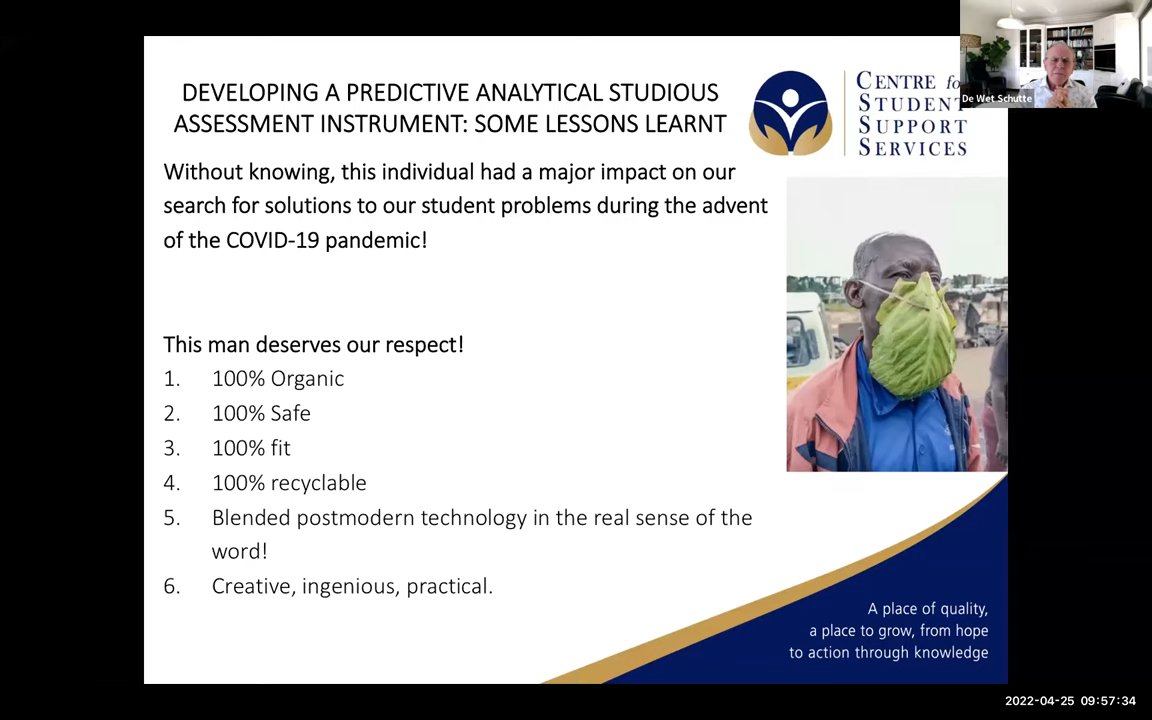 DEVELOPING A PREDICTIVE ANALYTICAL STUDIOUS
ASSESSMENT INSTRUMENT: SOME LESSONS LEARNT
CENTRE for
STUDENT
SUPPORT
SERVICES
De Wet Schutte
Without knowing, this individual had a major impact on our
search for solutions to our student problems during the advent
of the COVID-19 pandemic!
This man deserves our respect!
1. 100% Organic
2. 100% Safe
3. 100% fit
4. 100% recyclable
5. Blended postmodern technology in the real sense of the
word!
6. Creative, ingenious, practical.
A place of quality,
a place to grow, from hope
to action through knowledge
2022-04-25 09:57:34